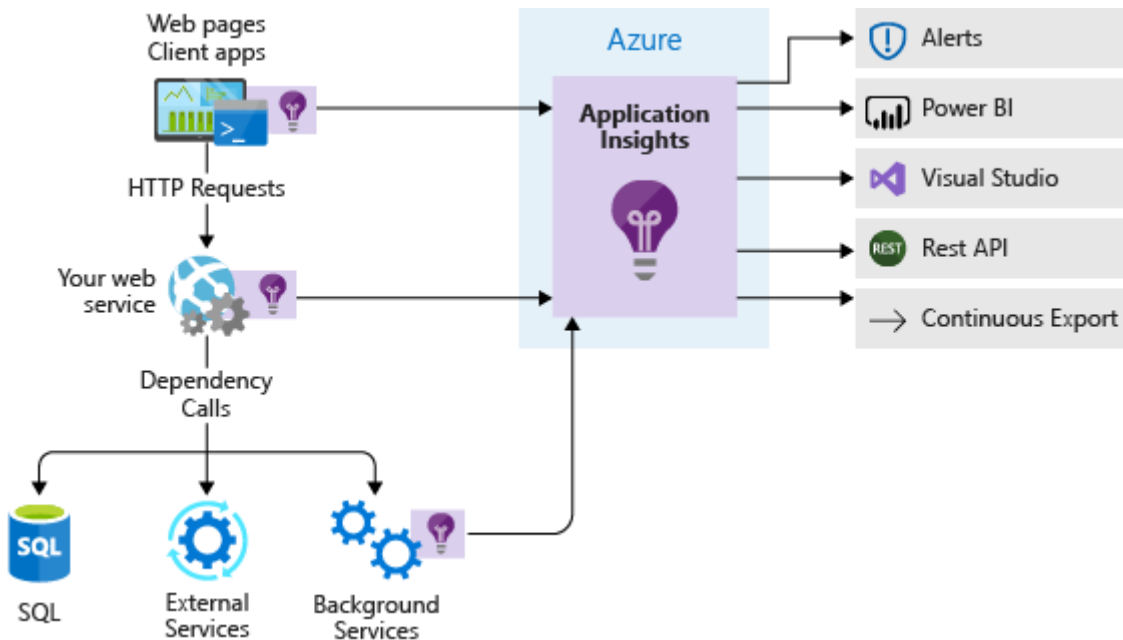 Web pages
Client apps
Azure
Application
Insights
Alerts
Power BI
Visual Studio
REST
Rest API
Continuous Export
>_
HTTP Requests
Your web
service
Dependency
Calls
SQL
SQL
External
Services
Background
Services